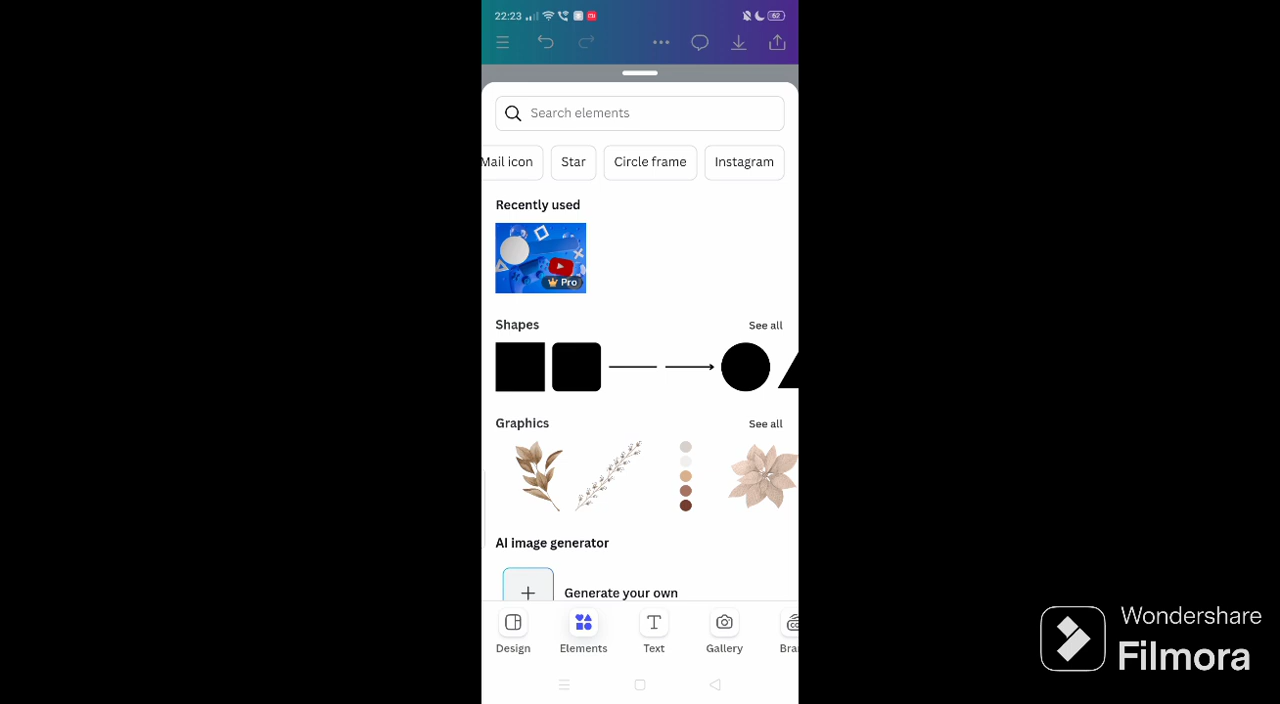 22:23
62
Search elements
Mail icon
Star
Circle frame
Instagram
Recently used
Pro
Shapes
See all
Graphics
See all
AI image generator
Generate your own
Design
Elements
Text
Gallery
Wondershare
Filmora